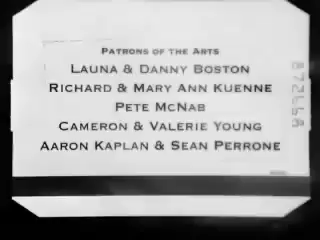 Patrons of the Arts
Launa & Danny Boston
Richard & Mary Ann Kuenne
Pete McNab
Cameron & Valerie Young
Aaron Kaplan & Sean Perrone